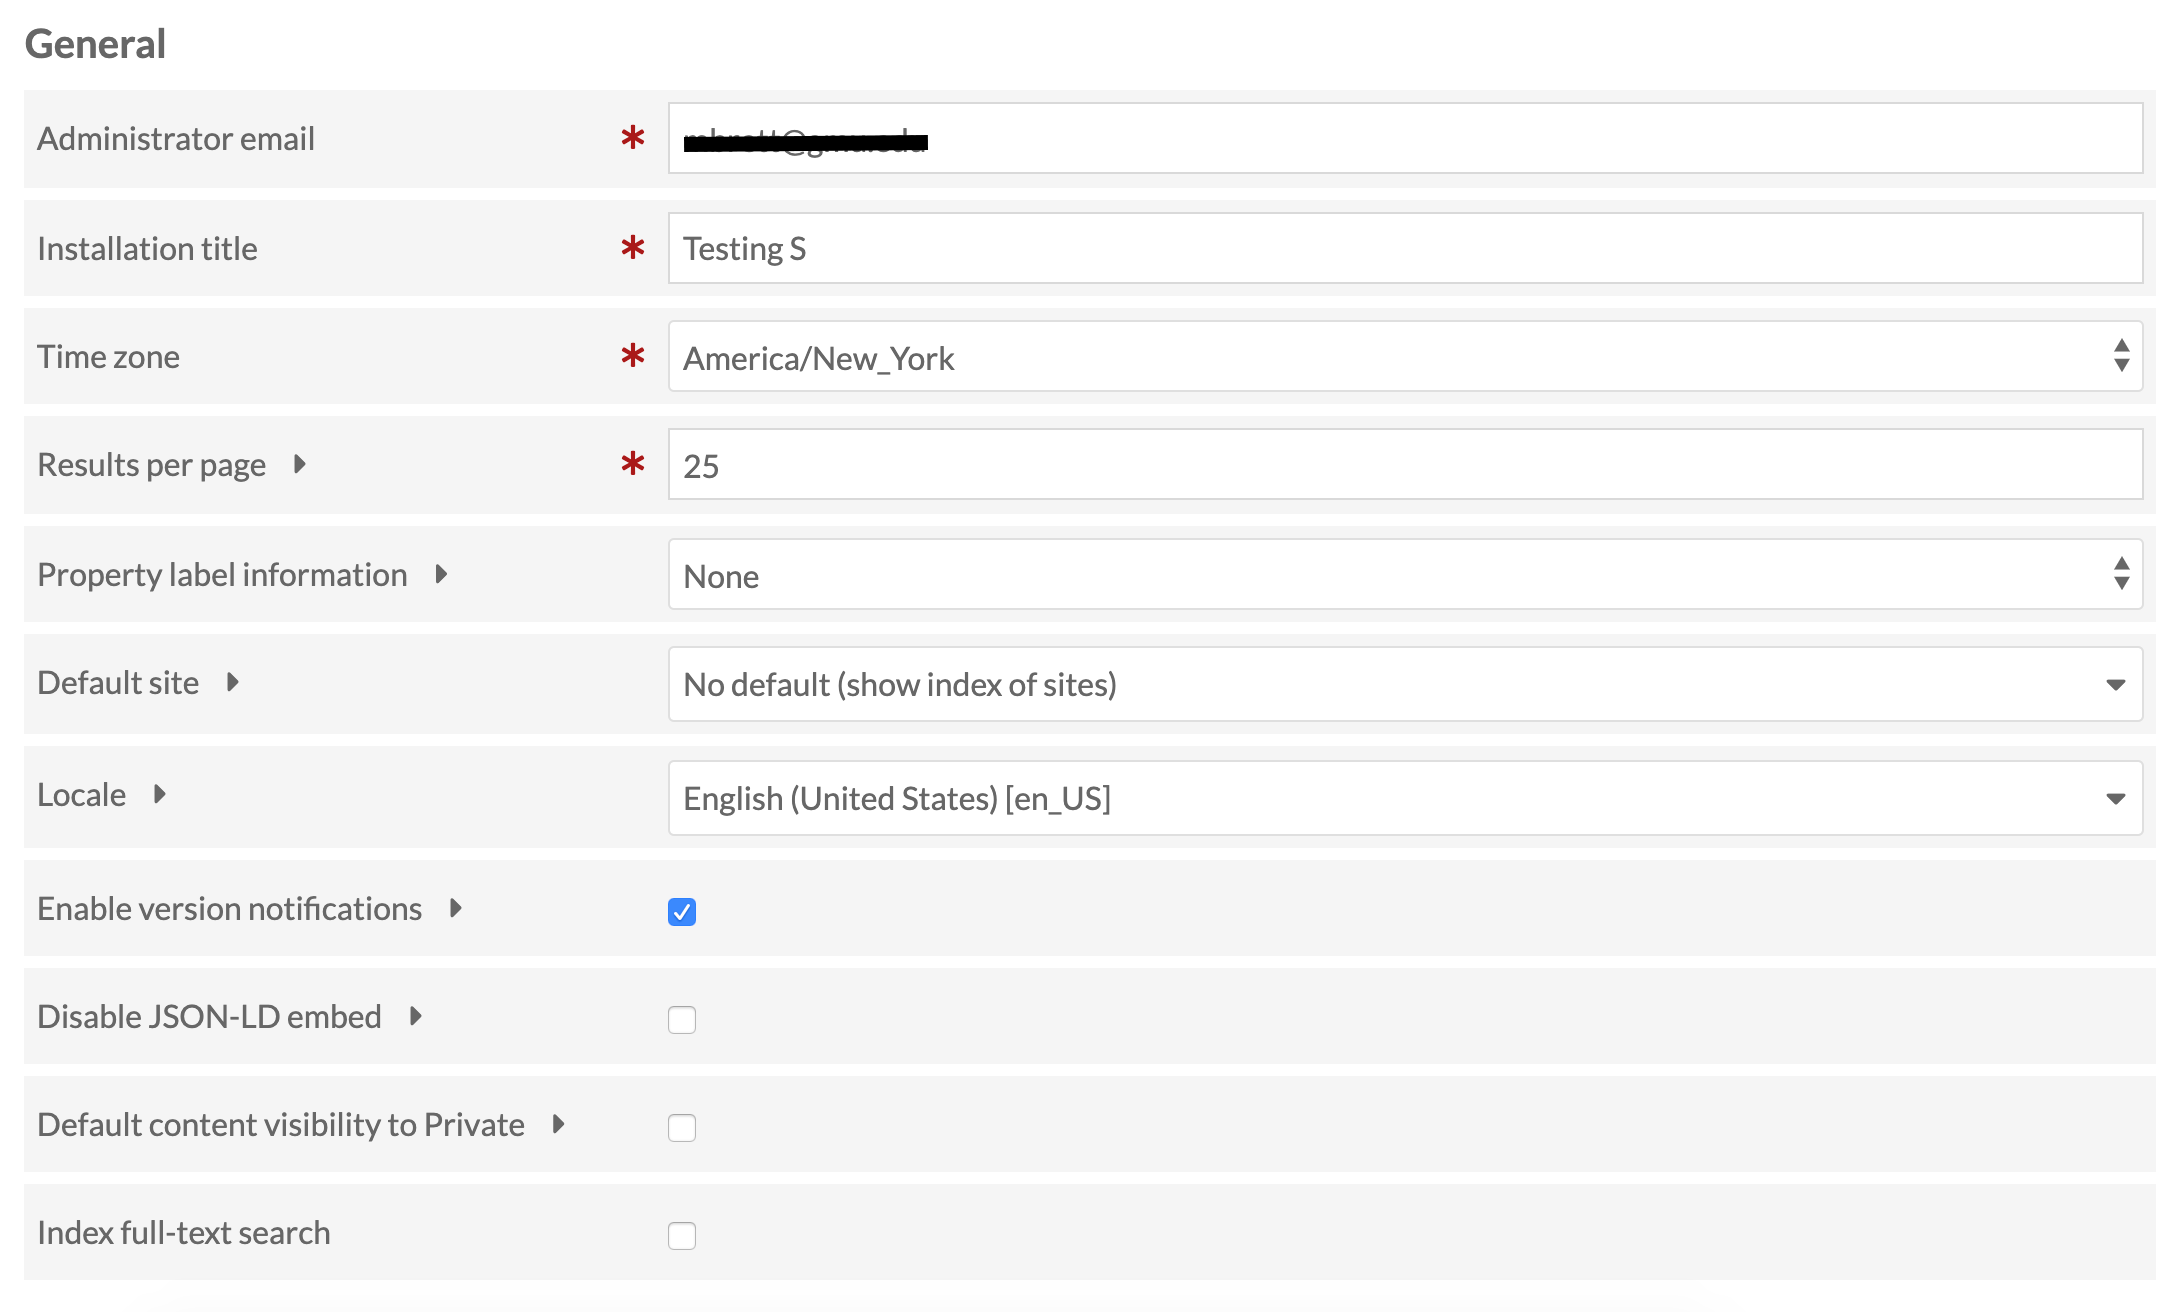 General
Administrator email *
Installation title * Testing S
Time zone * America/New_York
Results per page * 25
Property label information None
Default site No default (show index of sites)
Locale English (United States) [en_US]
Enable version notifications
Disable JSON-LD embed
Default content visibility to Private
Index full-text search